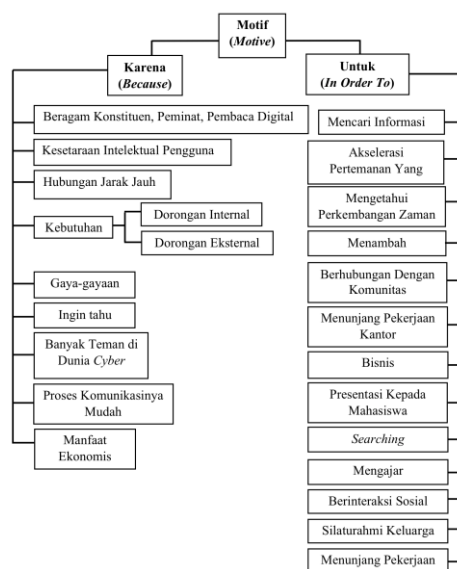 Motif
(Motive)
Karena
(Because)
Untuk
(In Order To)
Beragam Konstituen, Peminat, Pembaca Digital
Kesetaraan Intelektual Pengguna
Hubungan Jarak Jauh
Kebutuhan
Dorongan Internal
Dorongan Eksternal
Gaya-gayaan
Ingin tahu
Banyak Teman di
Dunia Cyber
Proses Komunikasinya
Mudah
Manfaat
Ekonomis
Mencari Informasi
Akselerasi
Pertemanan Yang
Mengetahui
Perkembangan Zaman
Menambah
Berhubungan Dengan
Komunitas
Menunjang Pekerjaan
Kantor
Bisnis
Presentasi Kepada
Mahasiswa
Searching
Mengajar
Berinteraksi Sosial
Silaturahmi Keluarga
Menunjang Pekerjaan